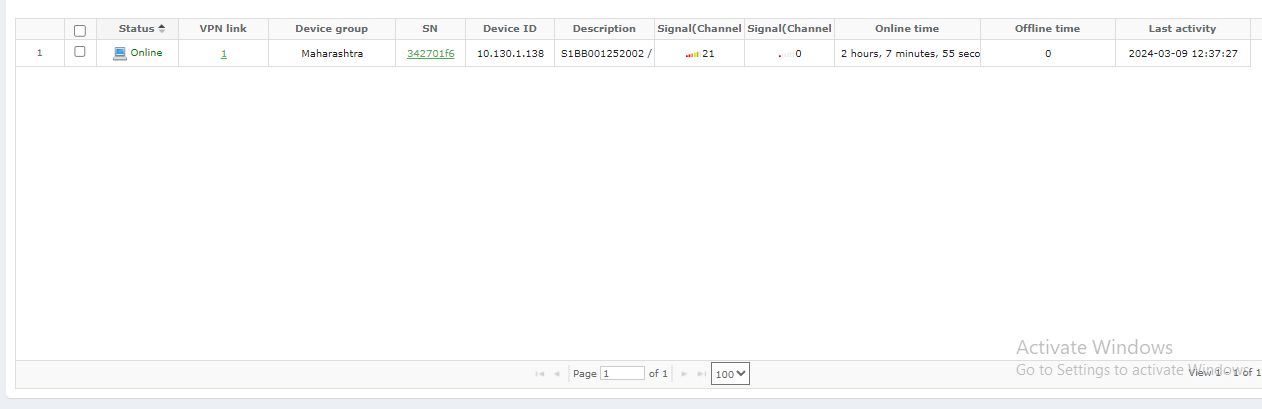 Status VPN link Device group SN Device ID Description Signal(Channel Signal(Channel Online time Offline time Last activity
1 Online 1 Maharashtra 342701f6 10.130.1.138 S1BB001252002 / 21 0 2 hours, 7 minutes, 55 seco 0 2024-03-09 12:37:27
Activate Windows
Go to Settings to activate Windows.
Page 1 of 1 100 View 1 - 1 of 1